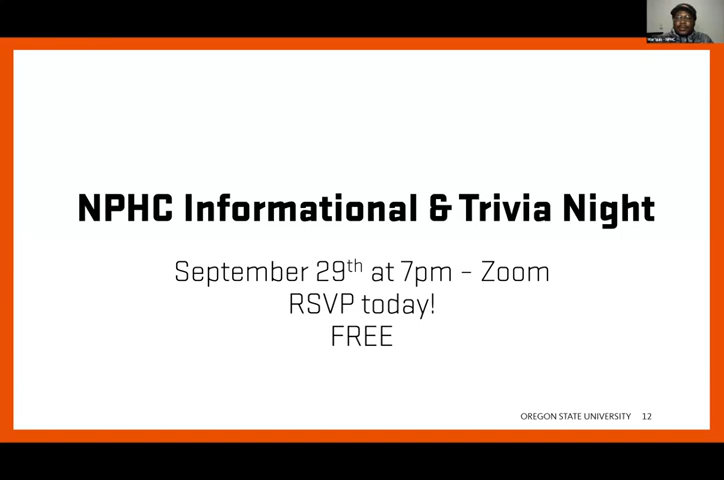 NPHC Informational & Trivia Night
September 29th at 7pm – Zoom
RSVP today!
FREE
OREGON STATE UNIVERSITY 12